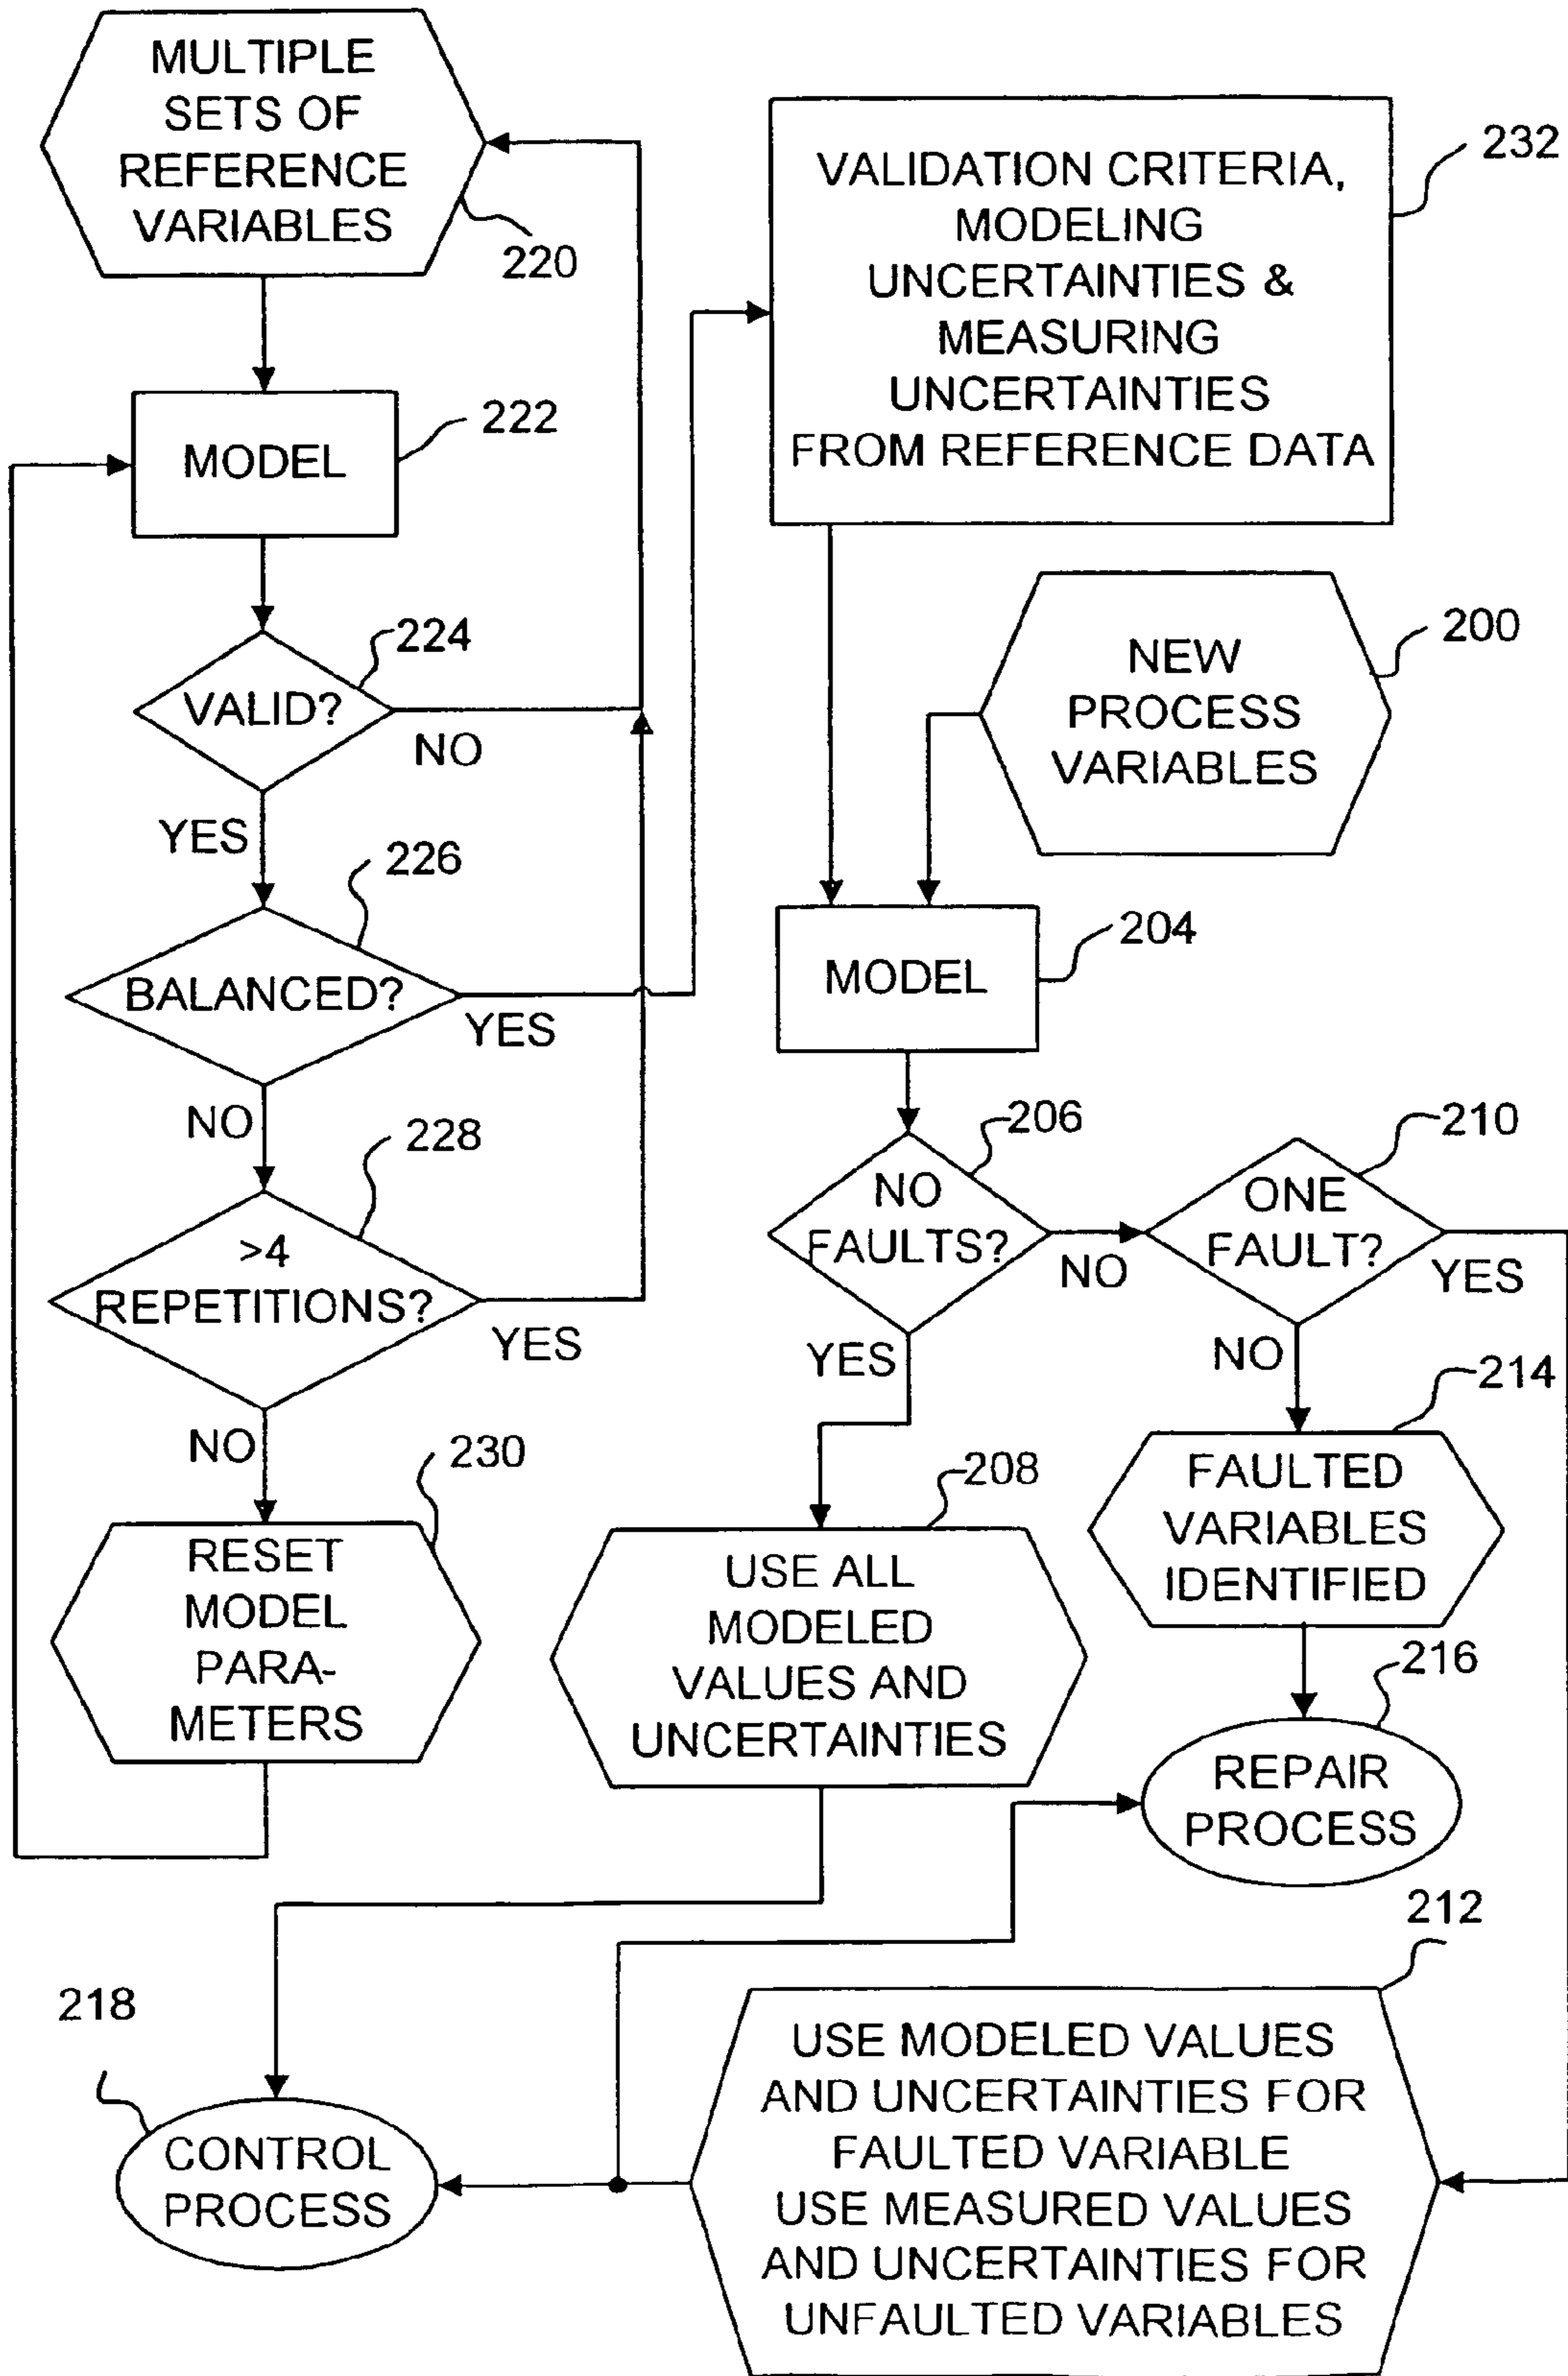 MULTIPLE
SETS OF
REFERENCE
VARIABLES
220
MODEL
222
VALID?
224
NO
YES
BALANCED?
226
YES
NO
>4
REPETITIONS?
228
YES
NO
RESET
MODEL
PARA-
METERS
230
VALIDATION CRITERIA,
MODELING
UNCERTAINTIES &
MEASURING
UNCERTAINTIES
FROM REFERENCE DATA
232
NEW
PROCESS
VARIABLES
200
MODEL
204
NO
FAULTS?
206
NO
YES
ONE
FAULT?
210
YES
NO
USE ALL
MODELED
VALUES AND
UNCERTAINTIES
208
FAULTED
VARIABLES
IDENTIFIED
214
REPAIR
PROCESS
216
212
USE MODELED VALUES
AND UNCERTAINTIES FOR
FAULTED VARIABLE
USE MEASURED VALUES
AND UNCERTAINTIES FOR
UNFAULTED VARIABLES
218
CONTROL
PROCESS